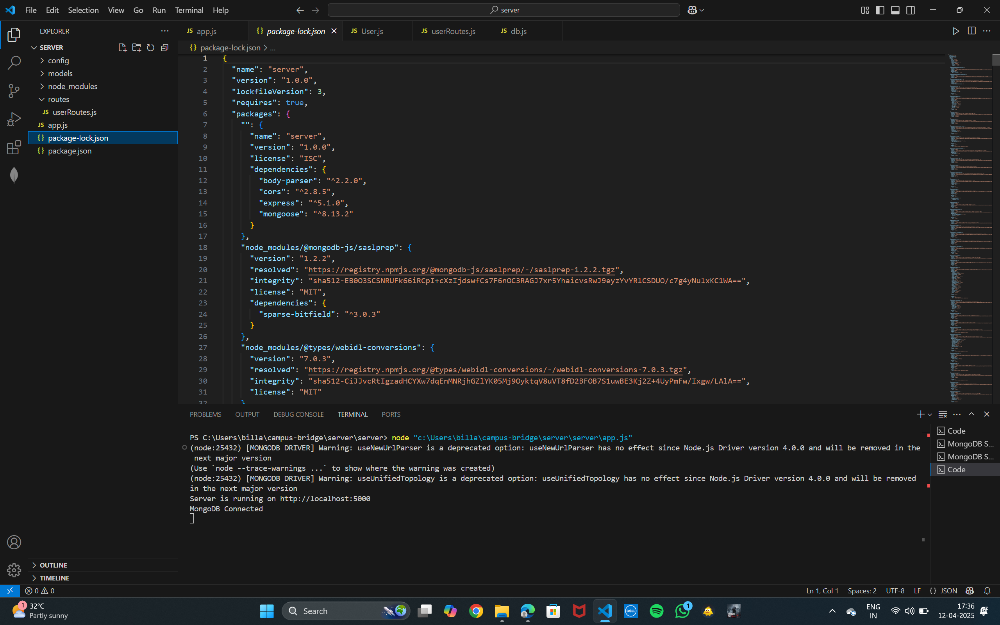 File Edit Selection View Go Run Terminal Help
server
EXPLORER
SERVER
config
models
node_modules
routes
JS userRoutes.js
JS app.js
{} package-lock.json
{} package.json
OUTLINE
TIMELINE
JS app.js
{} package-lock.json
JS User.js
JS userRoutes.js
JS db.js
{} package-lock.json > ...
1 {
2 "name": "server",
3 "version": "1.0.0",
4 "lockfileVersion": 3,
5 "requires": true,
6 "packages": {
7 "": {
8 "name": "server",
9 "version": "1.0.0",
10 "license": "ISC",
11 "dependencies": {
12 "body-parser": "^2.2.0",
13 "cors": "^2.8.5",
14 "express": "^5.1.0",
15 "mongoose": "^8.13.2"
16 }
17 },
18 "node_modules/@mongodb-js/saslprep": {
19 "version": "1.2.2",
20 "resolved": "https://registry.npmjs.org/@mongodb-js/saslprep/-/saslprep-1.2.2.tgz",
21 "integrity": "sha512-EB0O3SCSNRUFk66iRCpI+cXzIjdswfCs7F6nOC3RAGJ7xr5YhaicvsRwJ9eyzYvYRlCSDUO/c7g4yNulxKC1WA==",
22 "license": "MIT",
23 "dependencies": {
24 "sparse-bitfield": "^3.0.3"
25 }
26 },
27 "node_modules/@types/webidl-conversions": {
28 "version": "7.0.3",
29 "resolved": "https://registry.npmjs.org/@types/webidl-conversions/-/webidl-conversions-7.0.3.tgz",
30 "integrity": "sha512-CiJJvcRtIgzadHCYXw7dqEnMNRjhGZlYK05Mj9OyktqV8uVT8fD2BFOB7S1uwBE3Kj2Z+4UyPmFw/Ixgw/LAlA==",
31 "license": "MIT"
32 }
PROBLEMS OUTPUT DEBUG CONSOLE TERMINAL PORTS
PS C:\Users\billa\campus-bridge\server\server> node "c:\Users\billa\campus-bridge\server\server\app.js"
(node:25432) [MONGODB DRIVER] Warning: useNewUrlParser is a deprecated option: useNewUrlParser has no effect since Node.js Driver version 4.0.0 and will be removed in the
next major version
(Use `node --trace-warnings ...` to show where the warning was created)
(node:25432) [MONGODB DRIVER] Warning: useUnifiedTopology is a deprecated option: useUnifiedTopology has no effect since Node.js Driver version 4.0.0 and will be removed
in the next major version
Server is running on http://localhost:5000
MongoDB Connected
Code
MongoDB S...
MongoDB S...
Code
0 0
Ln 1, Col 1 Spaces: 2 UTF-8 LF {} JSON
1
32°C
Partly sunny
Search
DELL
1
ENG
IN
17:36
12-04-2025